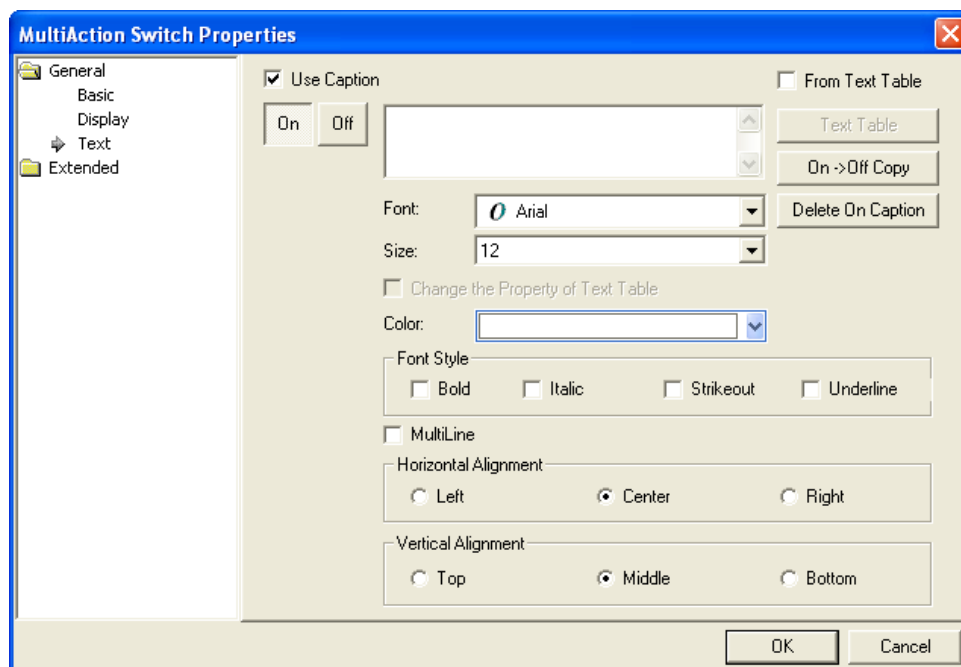 MultiAction Switch Properties
General
Basic
Display
Text
Extended
Use Caption
From Text Table
On
Off
Text Table
On ->Off Copy
Delete On Caption
Font:
O Arial
Size:
12
Change the Property of Text Table
Color:
Font Style
Bold
Italic
Strikeout
Underline
MultiLine
Horizontal Alignment
Left
Center
Right
Vertical Alignment
Top
Middle
Bottom
OK
Cancel